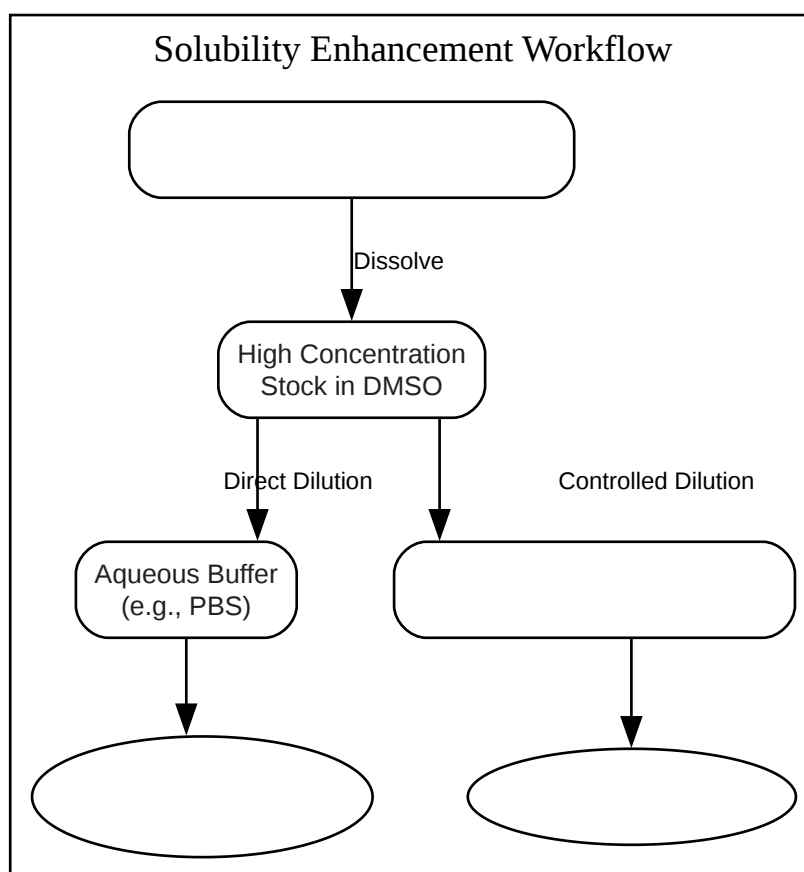 Solubility Enhancement Workflow
Dissolve
High Concentration
Stock in DMSO
Direct Dilution
Controlled Dilution
Aqueous Buffer
(e.g., PBS)